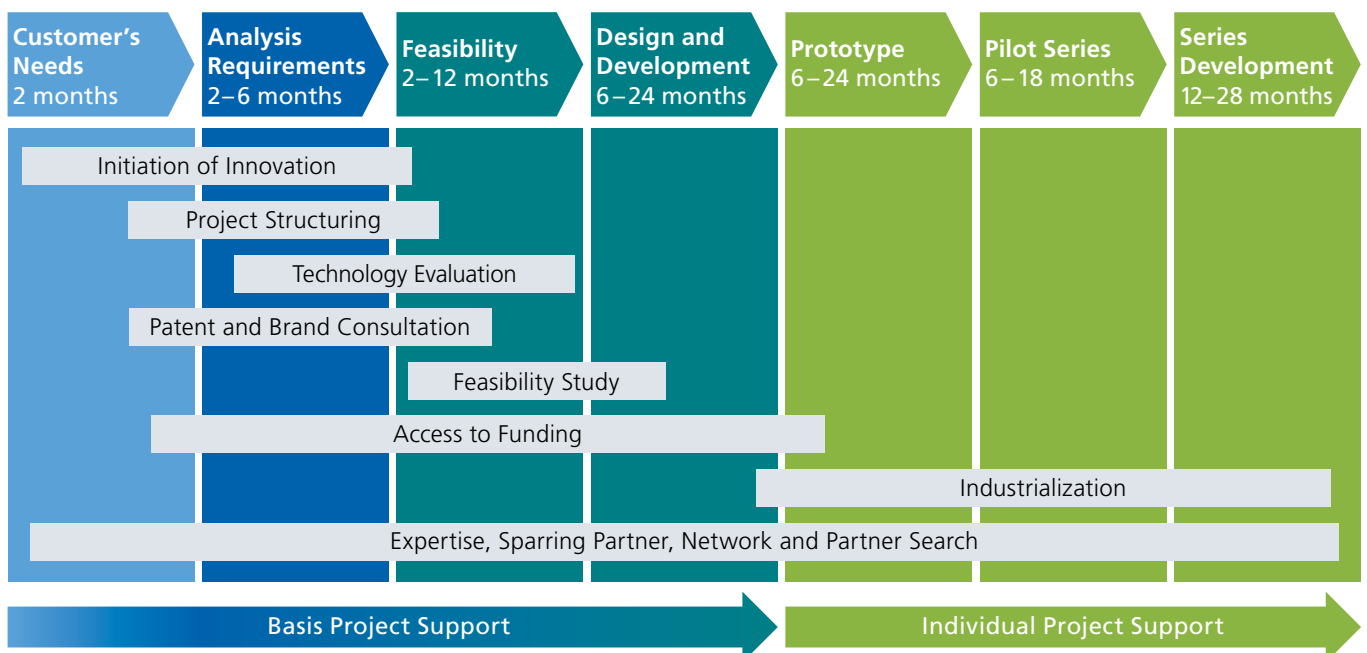 Customer's
Needs
2 months
Analysis
Requirements
2–6 months
Feasibility
2–12 months
Design and
Development
6–24 months
Prototype
6–24 months
Pilot Series
6–18 months
Series
Development
12–28 months
Initiation of Innovation
Project Structuring
Technology Evaluation
Patent and Brand Consultation
Feasibility Study
Access to Funding
Industrialization
Expertise, Sparring Partner, Network and Partner Search
Basis Project Support
Individual Project Support